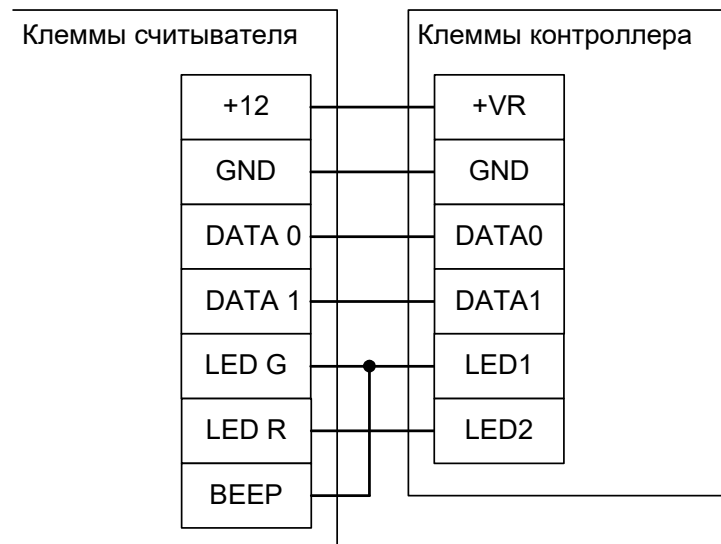 Клеммы считывателя
Клеммы контроллера
+12
+VR
GND
GND
DATA 0
DATA0
DATA 1
DATA1
LED G
LED1
LED R
LED2
BEEP